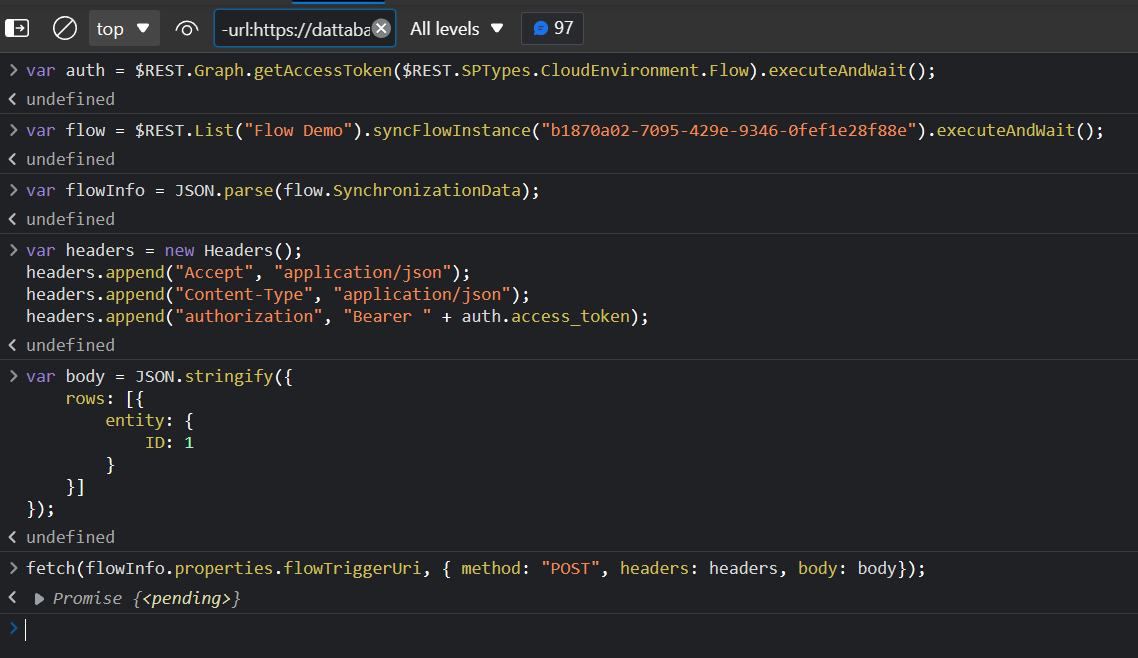 top -url:https://dattaba All levels 97
> var auth = $REST.Graph.getAccessToken($REST.SPTypes.CloudEnvironment.Flow).executeAndWait();
< undefined
> var flow = $REST.List("Flow Demo").syncFlowInstance("b1870a02-7095-429e-9346-0fef1e28f88e").executeAndWait();
< undefined
> var flowInfo = JSON.parse(flow.SynchronizationData);
< undefined
> var headers = new Headers();
headers.append("Accept", "application/json");
headers.append("Content-Type", "application/json");
headers.append("authorization", "Bearer " + auth.access_token);
< undefined
> var body = JSON.stringify({
    rows: [{
        entity: {
            ID: 1
        }
    }]
});
< undefined
> fetch(flowInfo.properties.flowTriggerUri, { method: "POST", headers: headers, body: body});
< ▶ Promise {<pending>}
>